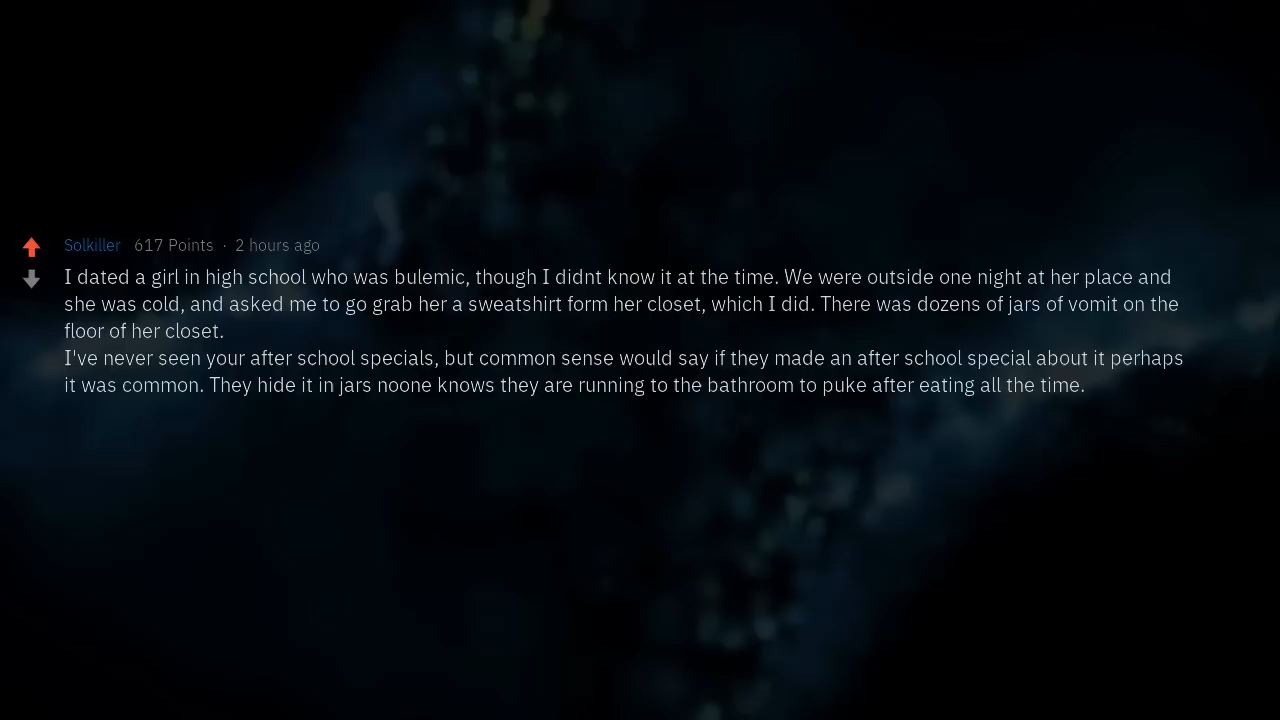 Solkiller 617 Points · 2 hours ago
I dated a girl in high school who was bulemic, though I didnt know it at the time. We were outside one night at her place and
she was cold, and asked me to go grab her a sweatshirt form her closet, which I did. There was dozens of jars of vomit on the
floor of her closet.
I've never seen your after school specials, but common sense would say if they made an after school special about it perhaps
it was common. They hide it in jars noone knows they are running to the bathroom to puke after eating all the time.